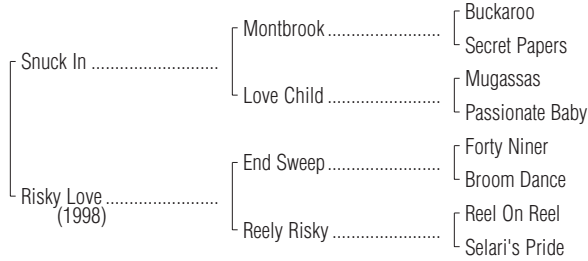 Buckaroo
Montbrook ..........................
Secret Papers
Snuck In .............................
Mugassas
Love Child ..........................
Passionate Baby
Forty Niner
End Sweep ..........................
Broom Dance
Risky Love ..........................
(1998)
Reel On Reel
Reely Risky .........................
Selari's Pride